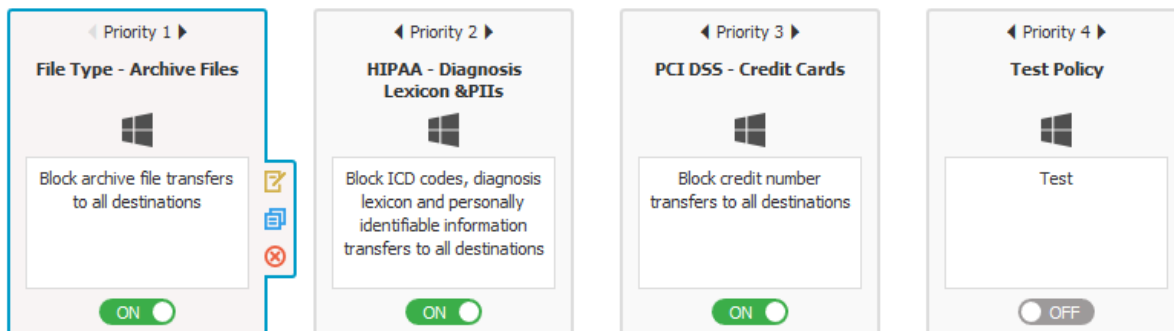 Priority 1
File Type - Archive Files
Block archive file transfers
to all destinations
ON
Priority 2
HIPAA - Diagnosis
Lexicon &PIIs
Block ICD codes, diagnosis
lexicon and personally
identifiable information
transfers to all destinations
ON
Priority 3
PCI DSS - Credit Cards
Block credit number
transfers to all destinations
ON
Priority 4
Test Policy
Test
OFF